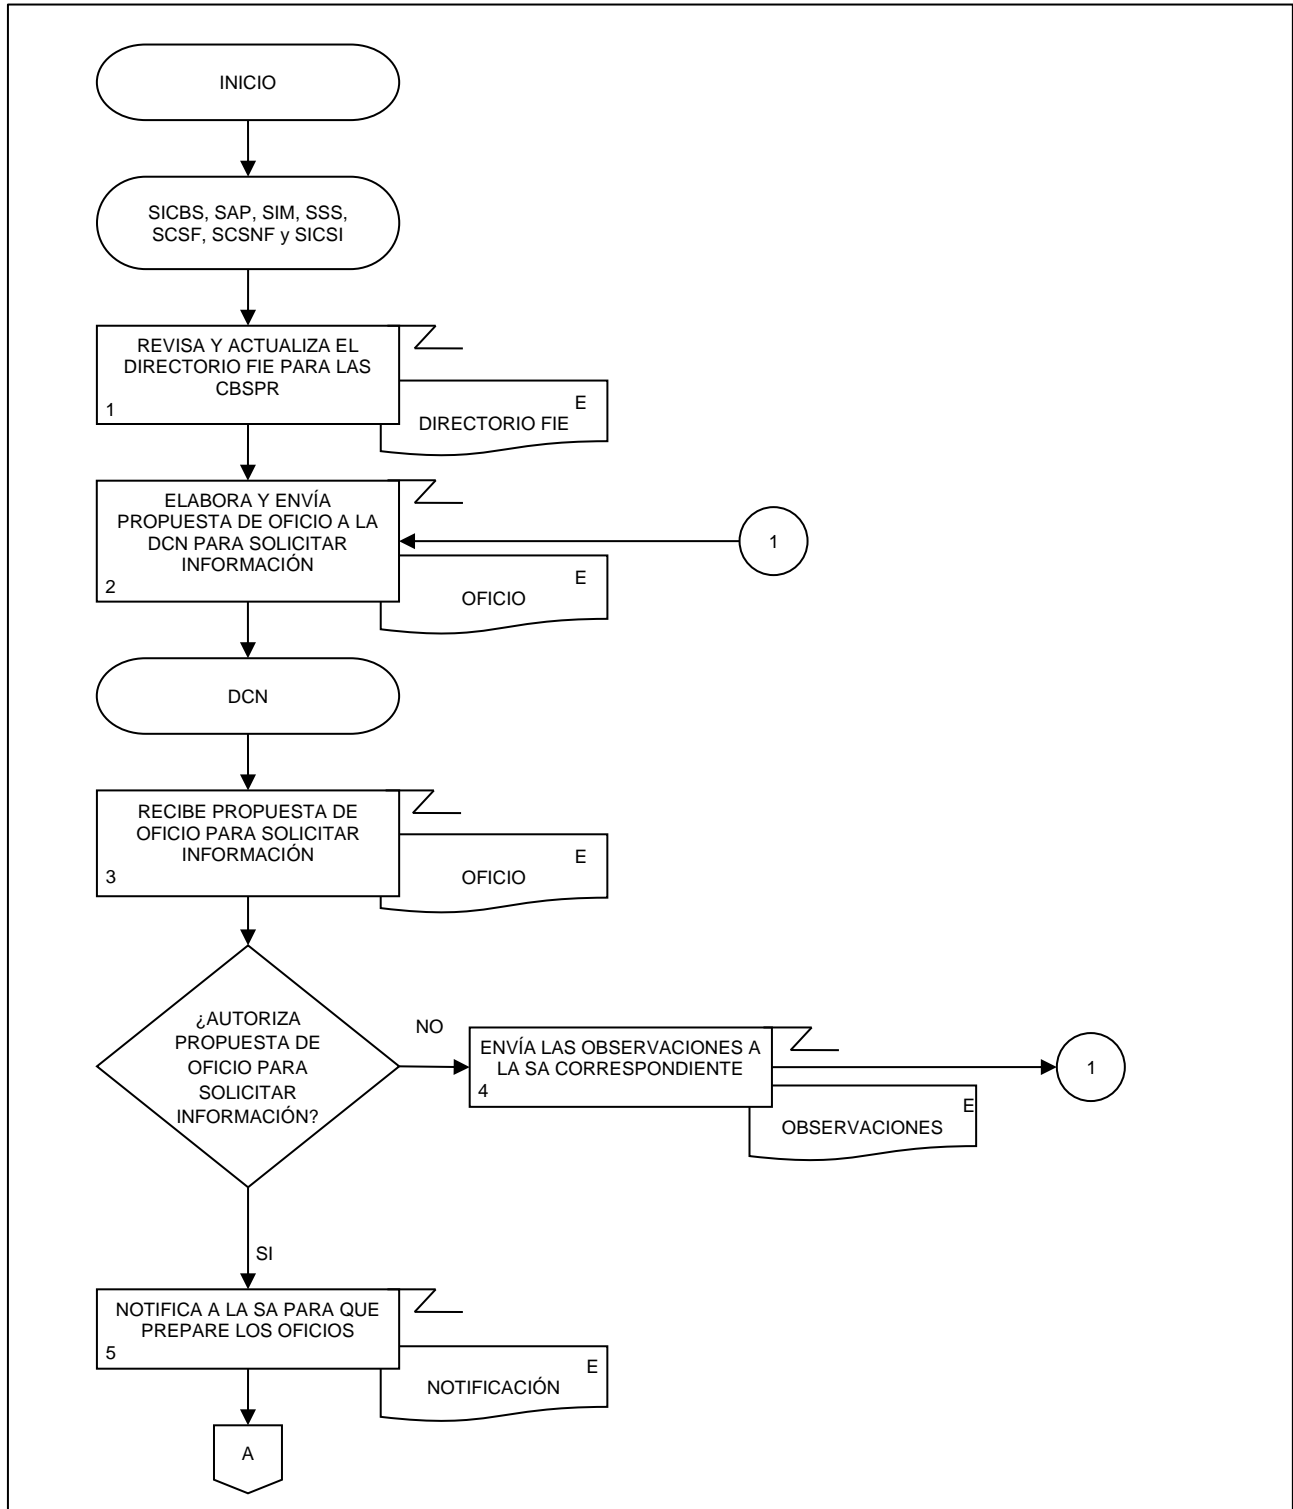 INICIO
SICBS, SAP, SIM, SSS,
SCSF, SCSNF y SICSI
REVISA Y ACTUALIZA EL
DIRECTORIO FIE PARA LAS
CBSPR
1
E
DIRECTORIO FIE
ELABORA Y ENVÍA
PROPUESTA DE OFICIO A LA
DCN PARA SOLICITAR
INFORMACIÓN
2
1
E
OFICIO
DCN
RECIBE PROPUESTA DE
OFICIO PARA SOLICITAR
INFORMACIÓN
3
E
OFICIO
¿AUTORIZA
PROPUESTA DE
OFICIO PARA
SOLICITAR
INFORMACIÓN?
NO
ENVÍA LAS OBSERVACIONES A
LA SA CORRESPONDIENTE
4
1
E
OBSERVACIONES
SI
NOTIFICA A LA SA PARA QUE
PREPARE LOS OFICIOS
5
E
NOTIFICACIÓN
A